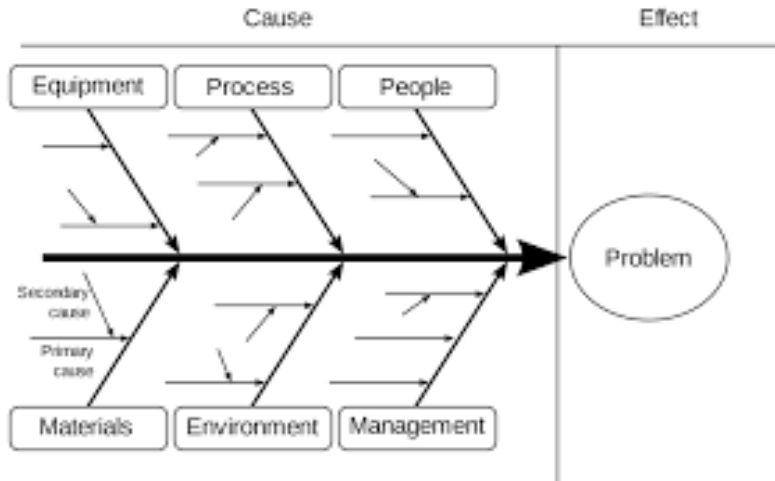 Cause
Effect
Equipment
Process
People
Problem
Secondary
cause
Primary
cause
Materials
Environment
Management